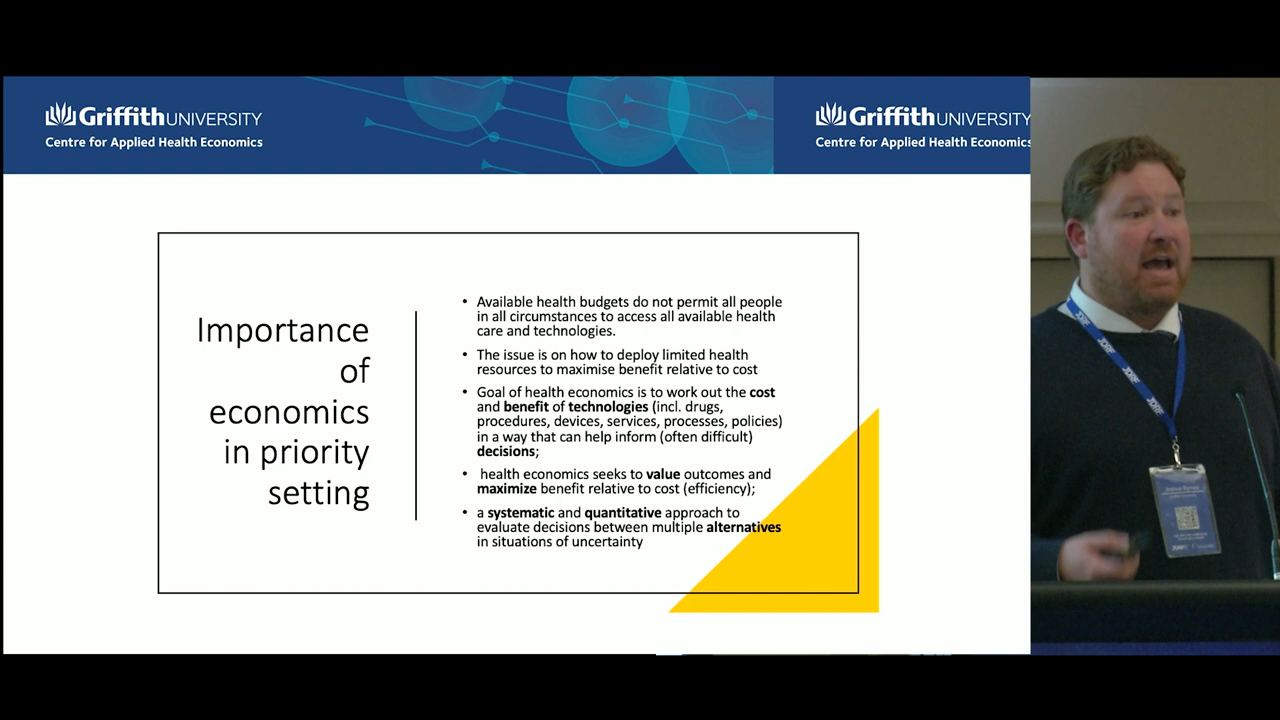 Griffith UNIVERSITY
Centre for Applied Health Economics
Griffith UNIVERSITY
Centre for Applied Health Economics
Importance
of
economics
in priority
setting
• Available health budgets do not permit all people
in all circumstances to access all available health
care and technologies.
• The issue is on how to deploy limited health
resources to maximise benefit relative to cost
• Goal of health economics is to work out the cost
and benefit of technologies (incl. drugs,
procedures, devices, services, processes, policies)
in a way that can help inform (often difficult)
decisions;
• health economics seeks to value outcomes and
maximize benefit relative to cost (efficiency);
• a systematic and quantitative approach to
evaluate decisions between multiple alternatives
in situations of uncertainty